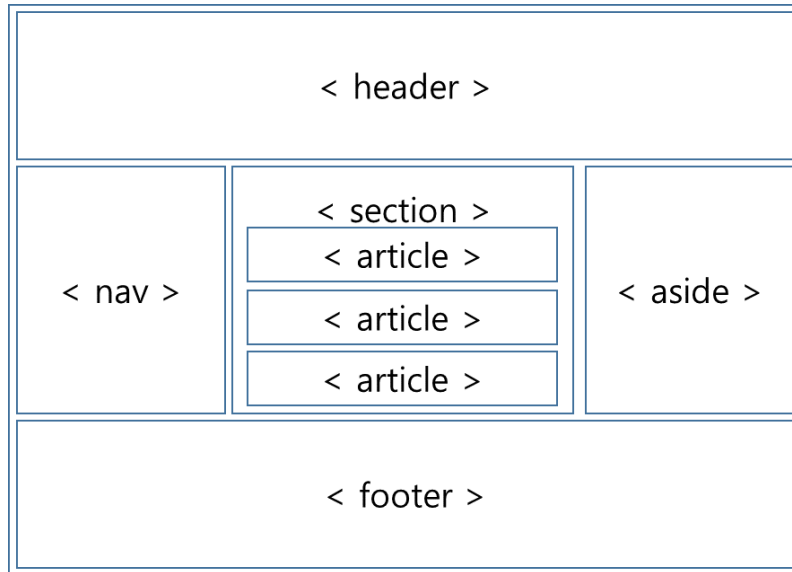 < header >
< nav >
< section >
< article >
< article >
< article >
< aside >
< footer >